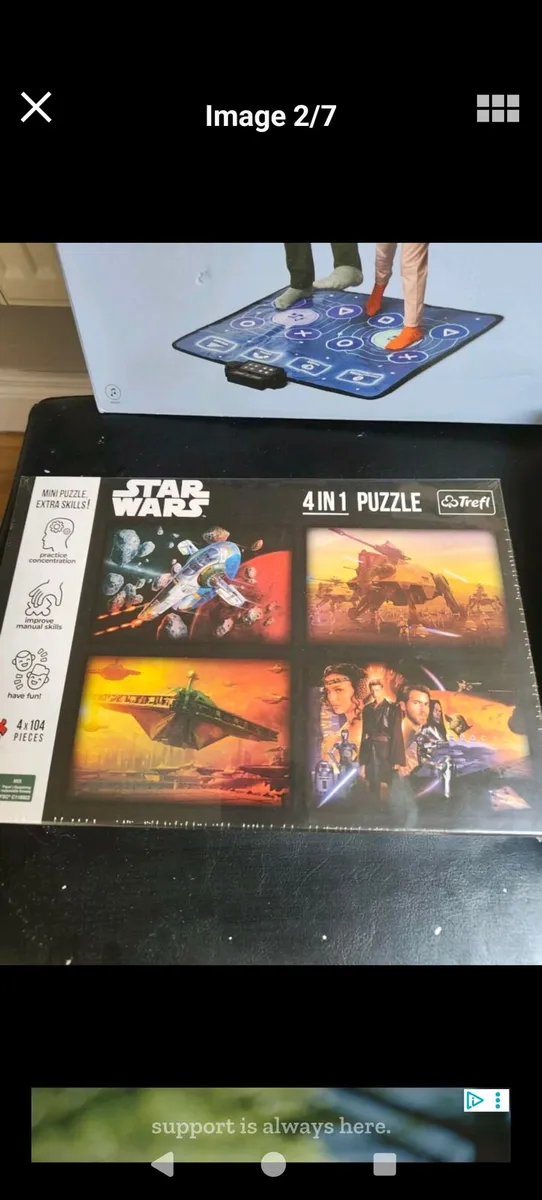 Image 2/7
MINI PUZZLE,
EXTRA SKILLS!
STAR
WARS
4 IN 1 PUZZLE
Trefl
practice
concentration
improve
manual skills
have fun!
4 x 104
PIECES
support is always here.